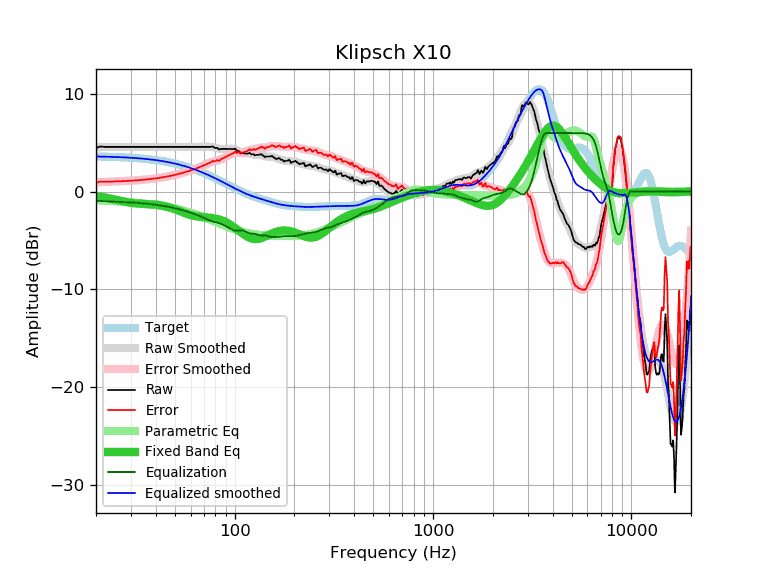 Klipsch X10
10
0
−10
−20
−30
Amplitude (dBr)
Target
Raw Smoothed
Error Smoothed
Raw
Error
Parametric Eq
Fixed Band Eq
Equalization
Equalized smoothed
100
1000
10000
Frequency (Hz)